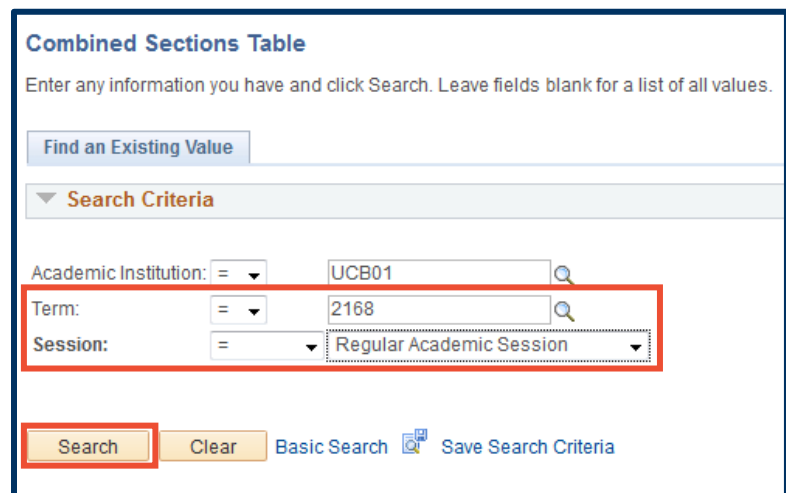 Combined Sections Table
Enter any information you have and click Search. Leave fields blank for a list of all values.
Find an Existing Value
Search Criteria
Academic Institution: = UCB01
Term: = 2168
Session: = Regular Academic Session
Search Clear Basic Search Save Search Criteria